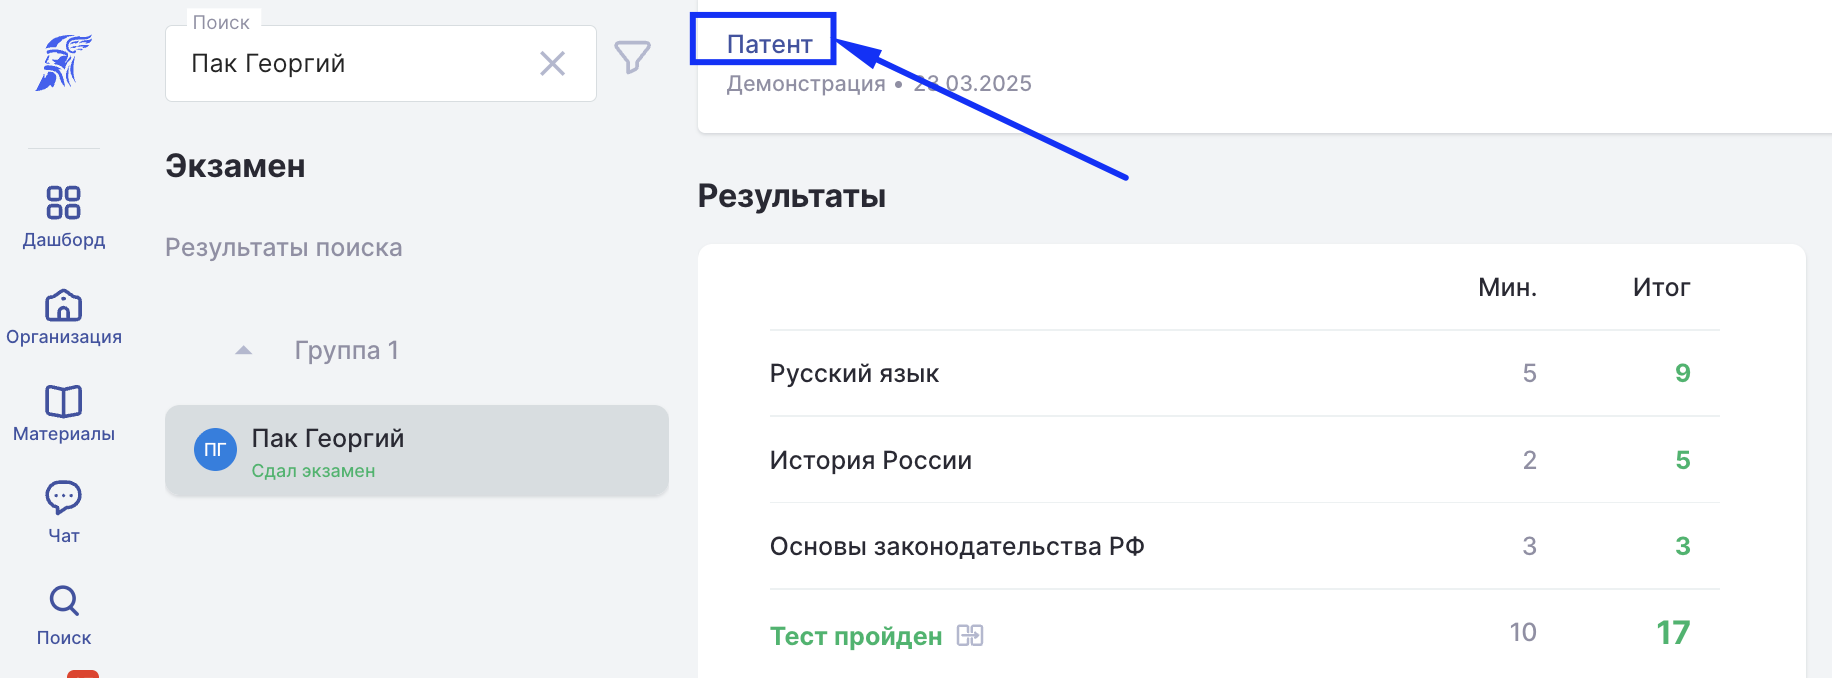 Поиск
Пак Георгий
Патент
Демонстрация • 23.03.2025
Экзамен
Результаты
Дашборд
Результаты поиска
Мин. Итог
Организация
Группа 1
Русский язык 5 9
Материалы
ПГ
Пак Георгий
Сдал экзамен
История России 2 5
Чат
Основы законодательства РФ 3 3
Поиск
Тест пройден 10 17